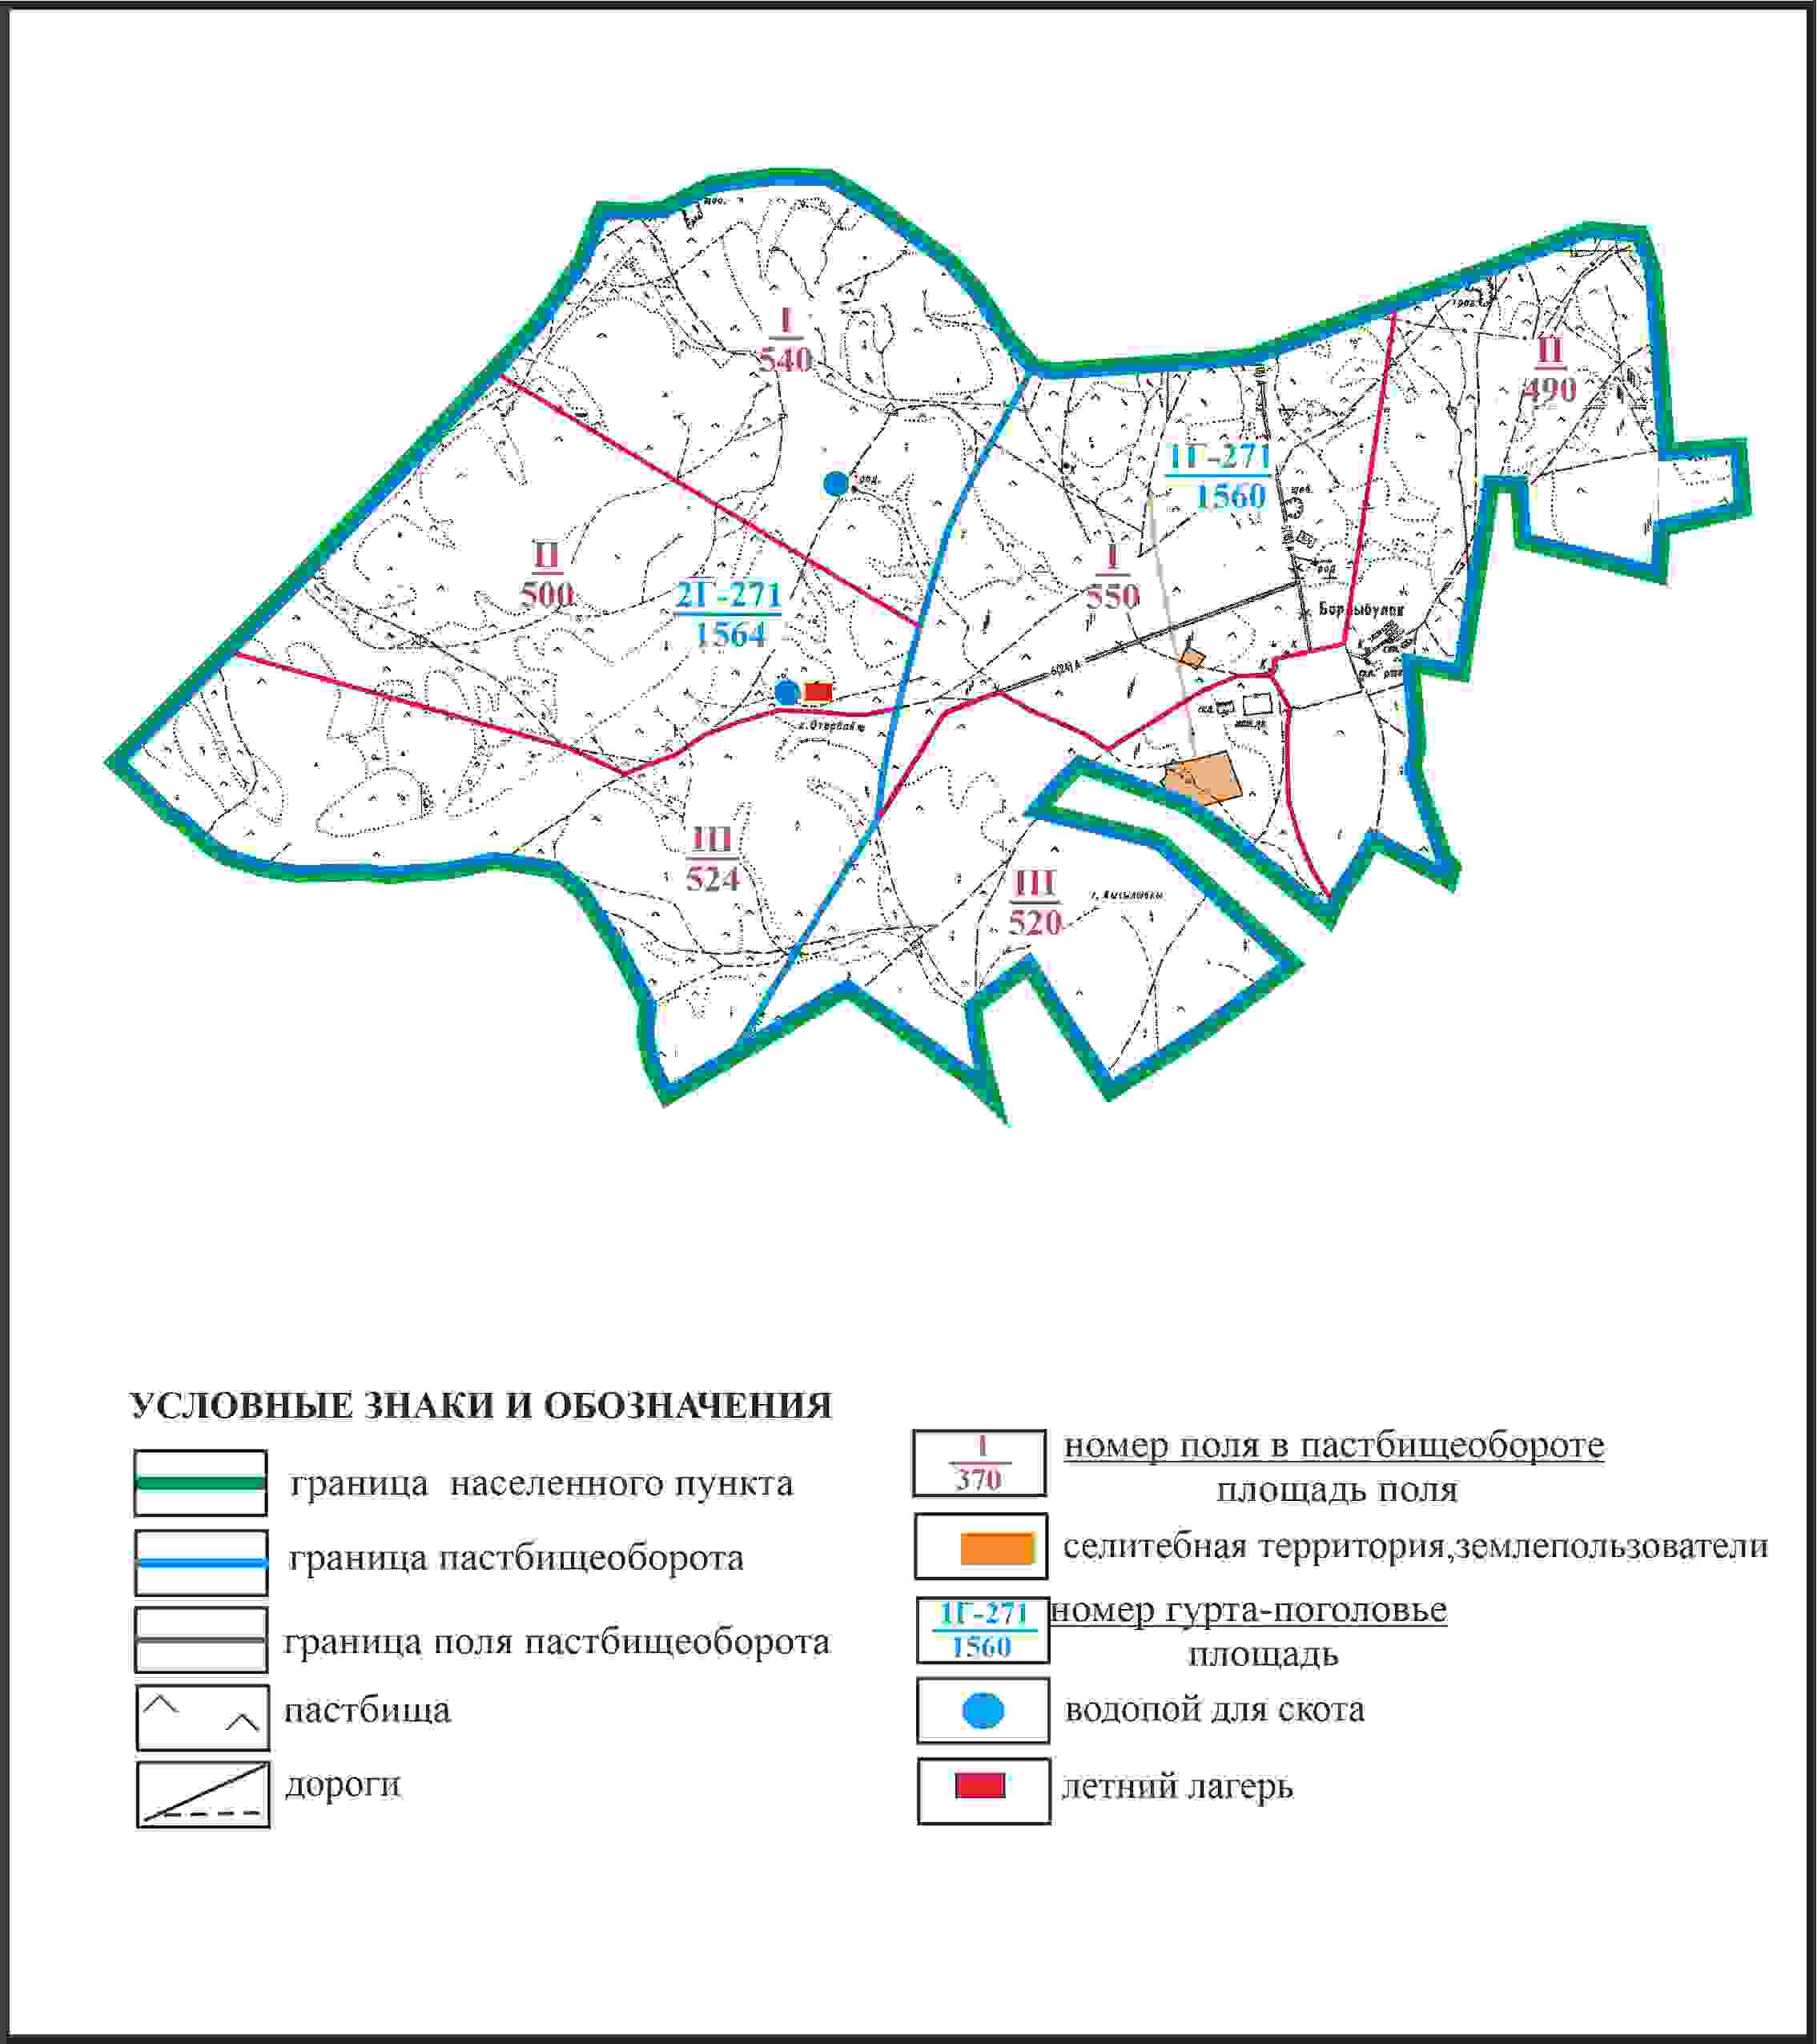 I
540
II
490
1Г-271
1560
род.
II
500
I
550
2Г-271
1564
Борлыбулак
III
524
III
520
УСЛОВНЫЕ ЗНАКИ И ОБОЗНАЧЕНИЯ
граница населенного пункта
граница пастбищеоборота
граница поля пастбищеоборота
пастбища
дороги
I
370
номер поля в пастбищеобороте
площадь поля
селитебная территория,землепользователи
1Г-271
1560
номер гурта-поголовье
площадь
водопой для скота
летний лагерь